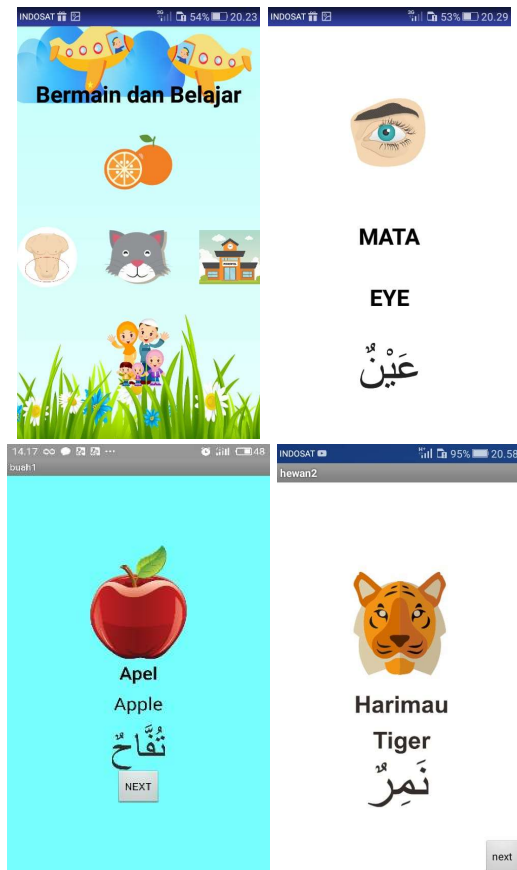 INDOSAT 54% 20.23
Bermain dan Belajar
INDOSAT 53% 20.29
MATA
EYE
عَيْنٌ
14.17 48
buah1
Apel
Apple
تُفَّاحٌ
NEXT
INDOSAT 95% 20.58
hewan2
Harimau
Tiger
نَمِرٌ
next